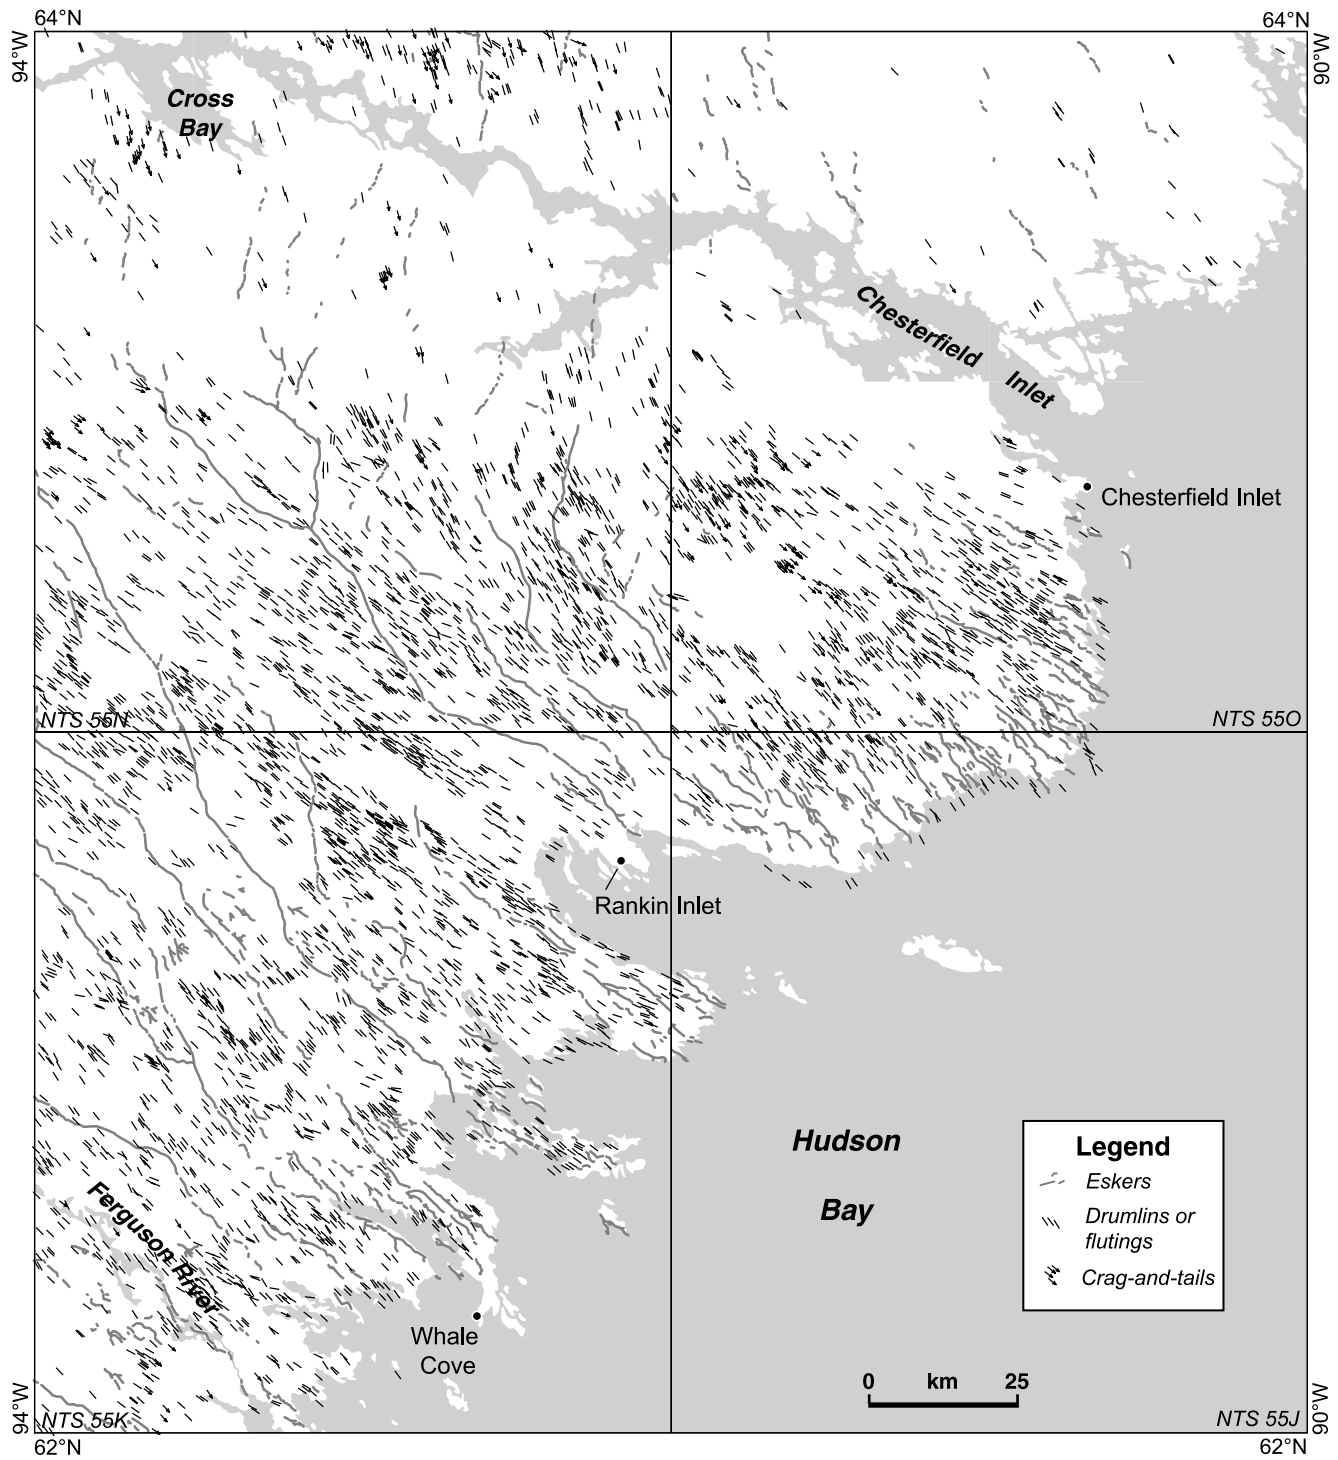 64°N
64°N
94°W
90°W
Cross
Bay
Chesterfield
Inlet
Chesterfield Inlet
NTS 55N
NTS 55O
Rankin Inlet
Hudson
Bay
Legend
Eskers
Drumlins or
flutings
Crag-and-tails
Ferguson River
Whale
Cove
0 km 25
94°W
90°W
NTS 55K
NTS 55J
62°N
62°N